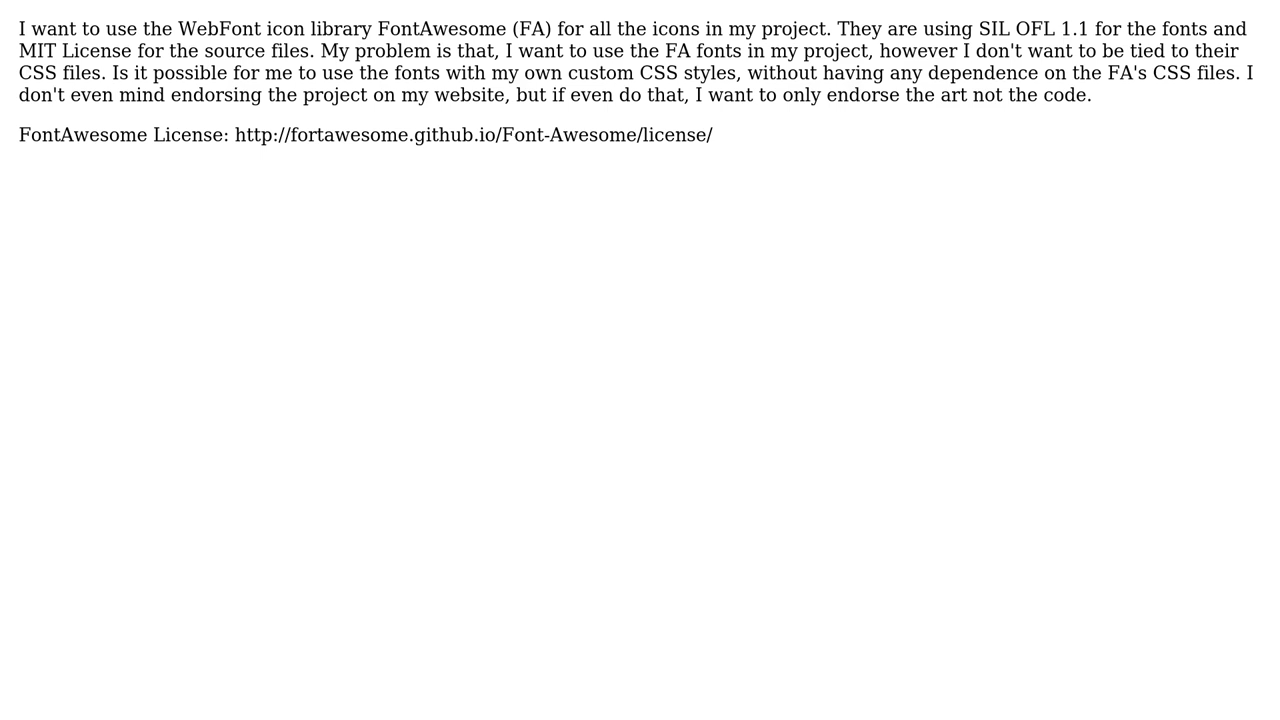 I want to use the WebFont icon library FontAwesome (FA) for all the icons in my project. They are using SIL OFL 1.1 for the fonts and
MIT License for the source files. My problem is that, I want to use the FA fonts in my project, however I don't want to be tied to their
CSS files. Is it possible for me to use the fonts with my own custom CSS styles, without having any dependence on the FA's CSS files. I
don't even mind endorsing the project on my website, but if even do that, I want to only endorse the art not the code.
FontAwesome License: http://fortawesome.github.io/Font-Awesome/license/